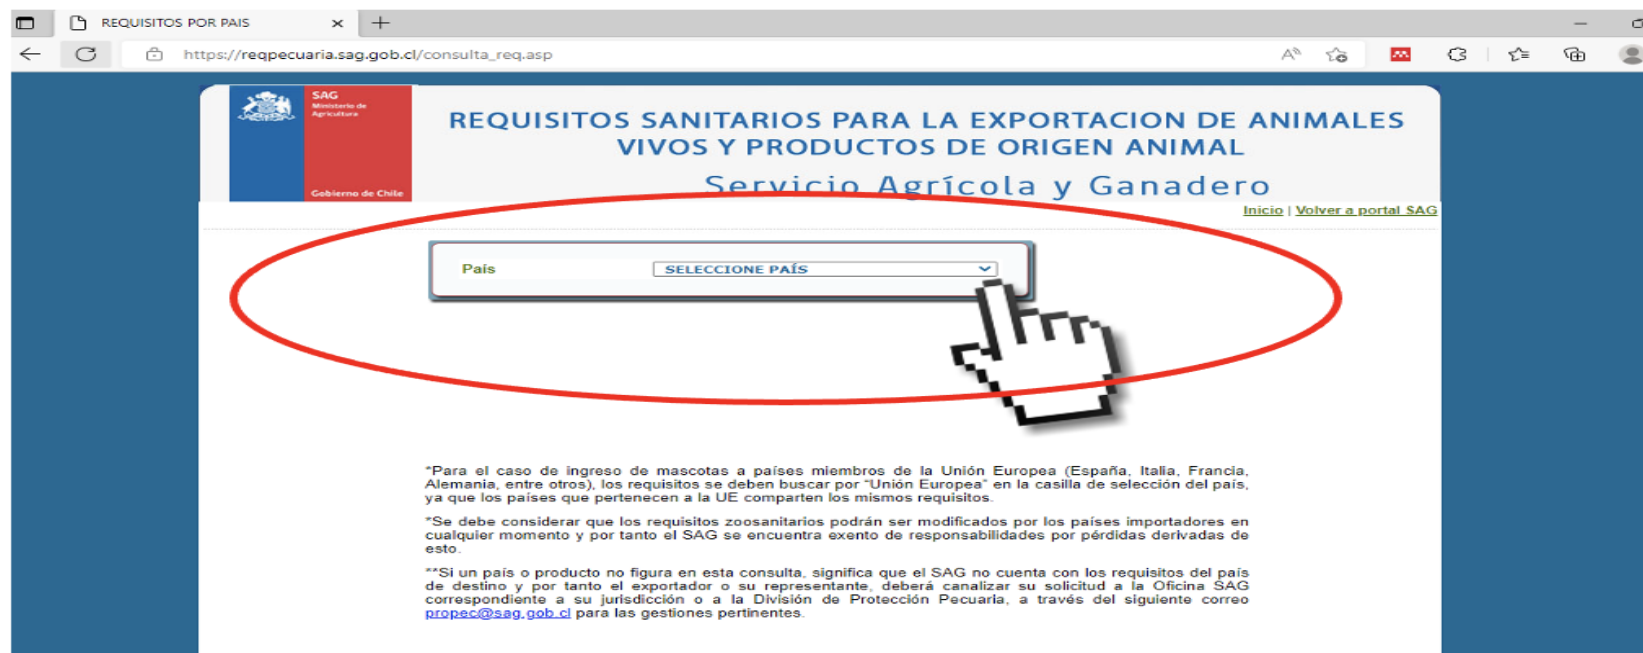 REQUISITOS POR PAIS
https://reqpecuaria.sag.gob.cl/consulta_req.asp
SAG
Ministerio de
Agricultura
Gobierno de Chile
REQUISITOS SANITARIOS PARA LA EXPORTACION DE ANIMALES
VIVOS Y PRODUCTOS DE ORIGEN ANIMAL
Servicio Agrícola y Ganadero
Inicio | Volver a portal SAG
País
SELECCIONE PAÍS
*Para el caso de ingreso de mascotas a países miembros de la Unión Europea (España, Italia, Francia,
Alemania, entre otros), los requisitos se deben buscar por "Unión Europea" en la casilla de selección del país,
ya que los países que pertenecen a la UE comparten los mismos requisitos.
*Se debe considerar que los requisitos zoosanitarios podrán ser modificados por los países importadores en
cualquier momento y por tanto el SAG se encuentra exento de responsabilidades por pérdidas derivadas de
esto.
**Si un país o producto no figura en esta consulta, significa que el SAG no cuenta con los requisitos del país
de destino y por tanto el exportador o su representante, deberá canalizar su solicitud a la Oficina SAG
correspondiente a su jurisdicción o a la División de Protección Pecuaria, a través del siguiente correo
propec@sag.gob.cl para las gestiones pertinentes.